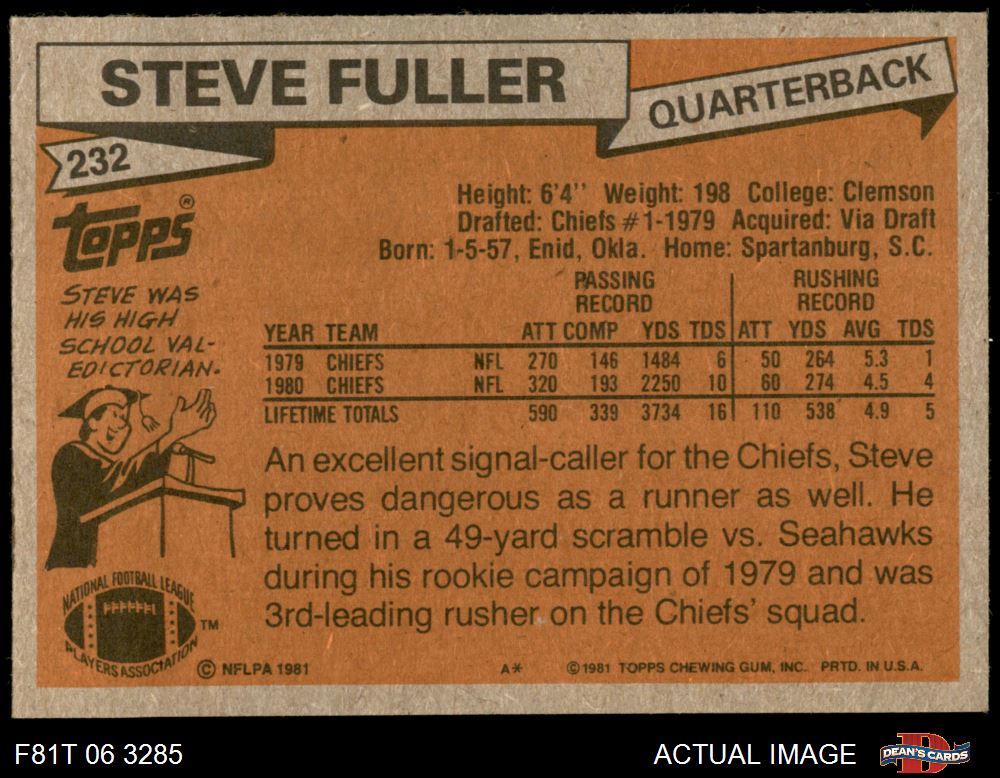 STEVE FULLER
QUARTERBACK
232
TOPPS®
Height: 6'4'' Weight: 198 College: Clemson
Drafted: Chiefs #1-1979 Acquired: Via Draft
Born: 1-5-57, Enid, Okla. Home: Spartanburg, S.C.
STEVE WAS
HIS HIGH
SCHOOL VAL-
EDICTORIAN.
PASSING RUSHING
RECORD RECORD
YEAR TEAM ATT COMP YDS TDS ATT YDS AVG TDS
1979 CHIEFS NFL 270 146 1484 6 50 264 5.3 1
1980 CHIEFS NFL 320 193 2250 10 60 274 4.5 4
LIFETIME TOTALS 590 339 3734 16 110 538 4.9 5
An excellent signal-caller for the Chiefs, Steve
proves dangerous as a runner as well. He
turned in a 49-yard scramble vs. Seahawks
during his rookie campaign of 1979 and was
3rd-leading rusher on the Chiefs' squad.
NATIONAL FOOTBALL LEAGUE
PLAYERS ASSOCIATION
TM
© NFLPA 1981 A* ©1981 TOPPS CHEWING GUM, INC. PRTD. IN U.S.A.
F81T 06 3285 ACTUAL IMAGE
D
DEAN'S CARDS